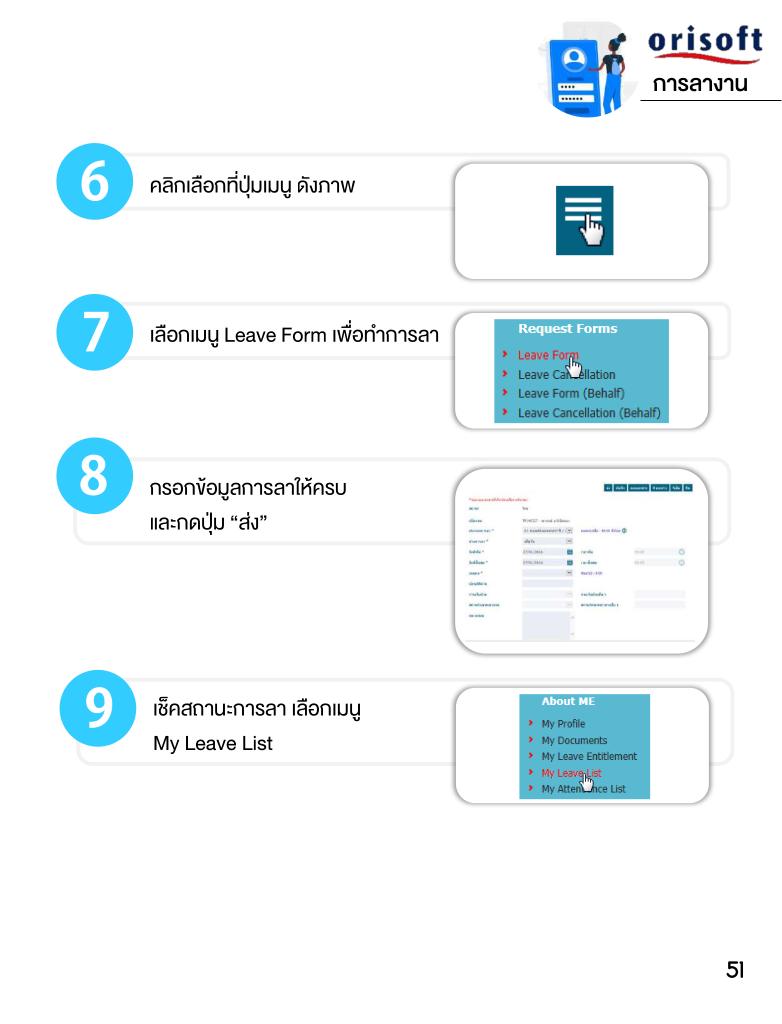 orisoft
การลางาน
6
คลิกเลือกที่ปุ่มเมนู ดังภาพ
7
เลือกเมนู Leave Form เพื่อทำการลา
Request Forms
Leave Form
Leave Cancellation
Leave Form (Behalf)
Leave Cancellation (Behalf)
8
กรอกข้อมูลการลาให้ครบ
และกดปุ่ม “ส่ง”
9
เช็คสถานะการลา เลือกเมนู
My Leave List
About ME
My Profile
My Documents
My Leave Entitlement
My Leave List
My Attendance List
51